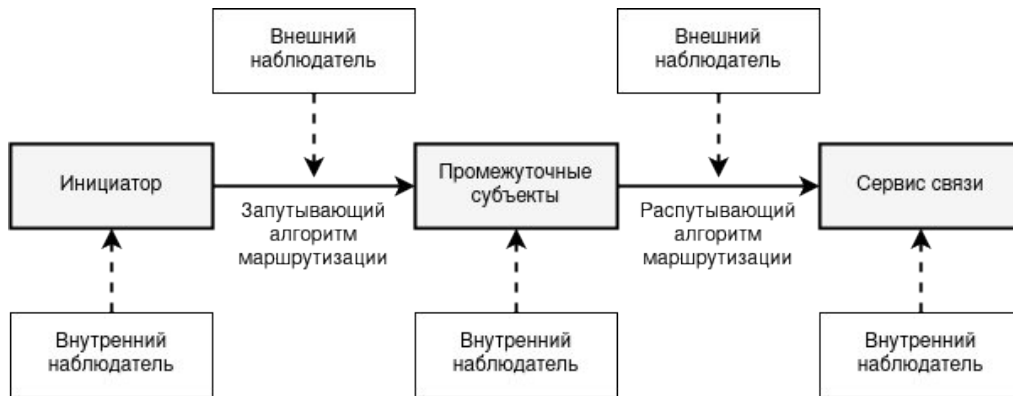 Внешний
наблюдатель
Внешний
наблюдатель
Инициатор
Промежуточные
субъекты
Сервис связи
Запутывающий
алгоритм
маршрутизации
Распутывающий
алгоритм
маршрутизации
Внутренний
наблюдатель
Внутренний
наблюдатель
Внутренний
наблюдатель